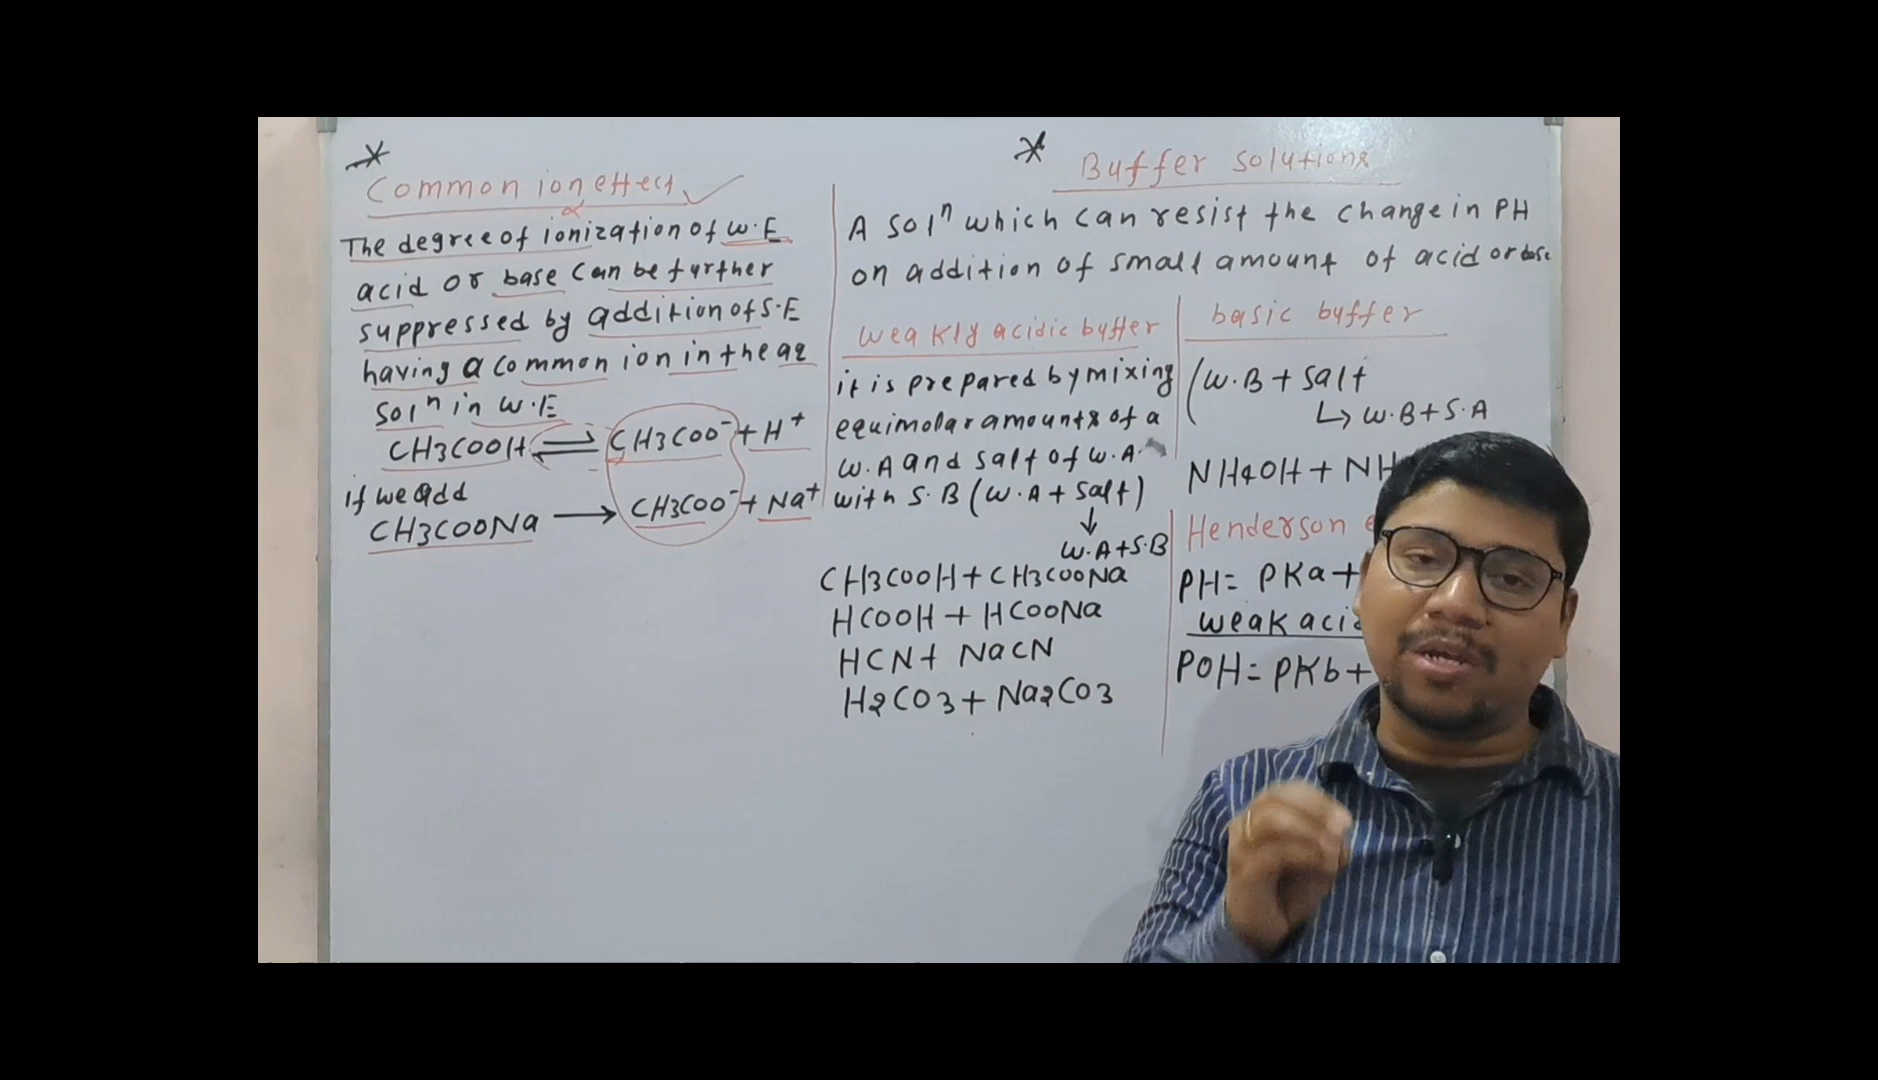 Common ion effect
α
The degree of ionization of W.E
acid or base can be further
suppressed by addition of S.E
having a common ion in the aq
solⁿ in W.E
CH3COOH ⇌ CH3COO⁻ + H⁺
If we add
CH3COONa → CH3COO⁻ + Na⁺
Buffer solutions
A solⁿ which can resist the change in PH
on addition of small amount of acid or base
Weakly acidic buffer
it is prepared by mixing
equimolar amounts of a
W.A and salt of W.A
with S.B (W.A + salt)
↓
W.A + S.B
CH3COOH + CH3COONa
HCOOH + HCOONa
HCN + NaCN
H2CO3 + Na2CO3
basic buffer
(W.B + salt
↳ W.B + S.A
NH4OH + NH
Henderson
PH = PKa +
weak
POH = PKb +